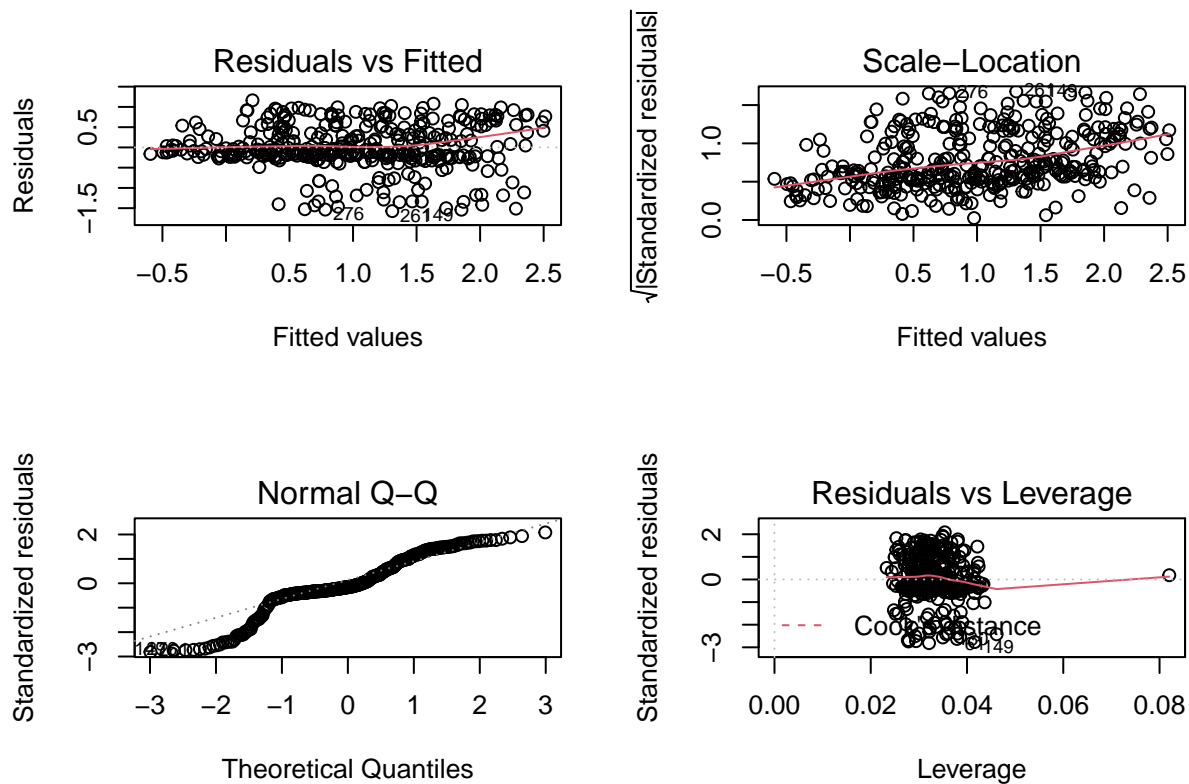 Residuals vs Fitted
Residuals
0.5
−1.5
276
26149
−0.5 0.5 1.0 1.5 2.0 2.5
Fitted values
Scale−Location
√|Standardized residuals|
1.0
0.0
276
26149
−0.5 0.5 1.0 1.5 2.0 2.5
Fitted values
Normal Q−Q
Standardized residuals
2
0
−3
−3 −2 −1 0 1 2 3
Theoretical Quantiles
Residuals vs Leverage
Standardized residuals
2
0
−3
Cook's distance
149
0.00 0.02 0.04 0.06 0.08
Leverage